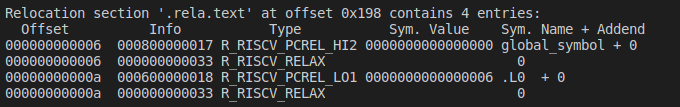 Relocation section '.rela.text' at offset 0x198 contains 4 entries:
  Offset          Info           Type           Sym. Value    Sym. Name + Addend
000000000006  000800000017 R_RISCV_PCREL_HI2 0000000000000000 global_symbol + 0
000000000006  000000000033 R_RISCV_RELAX                        0
00000000000a  000600000018 R_RISCV_PCREL_LO1 0000000000000006 .L0  + 0
00000000000a  000000000033 R_RISCV_RELAX                        0